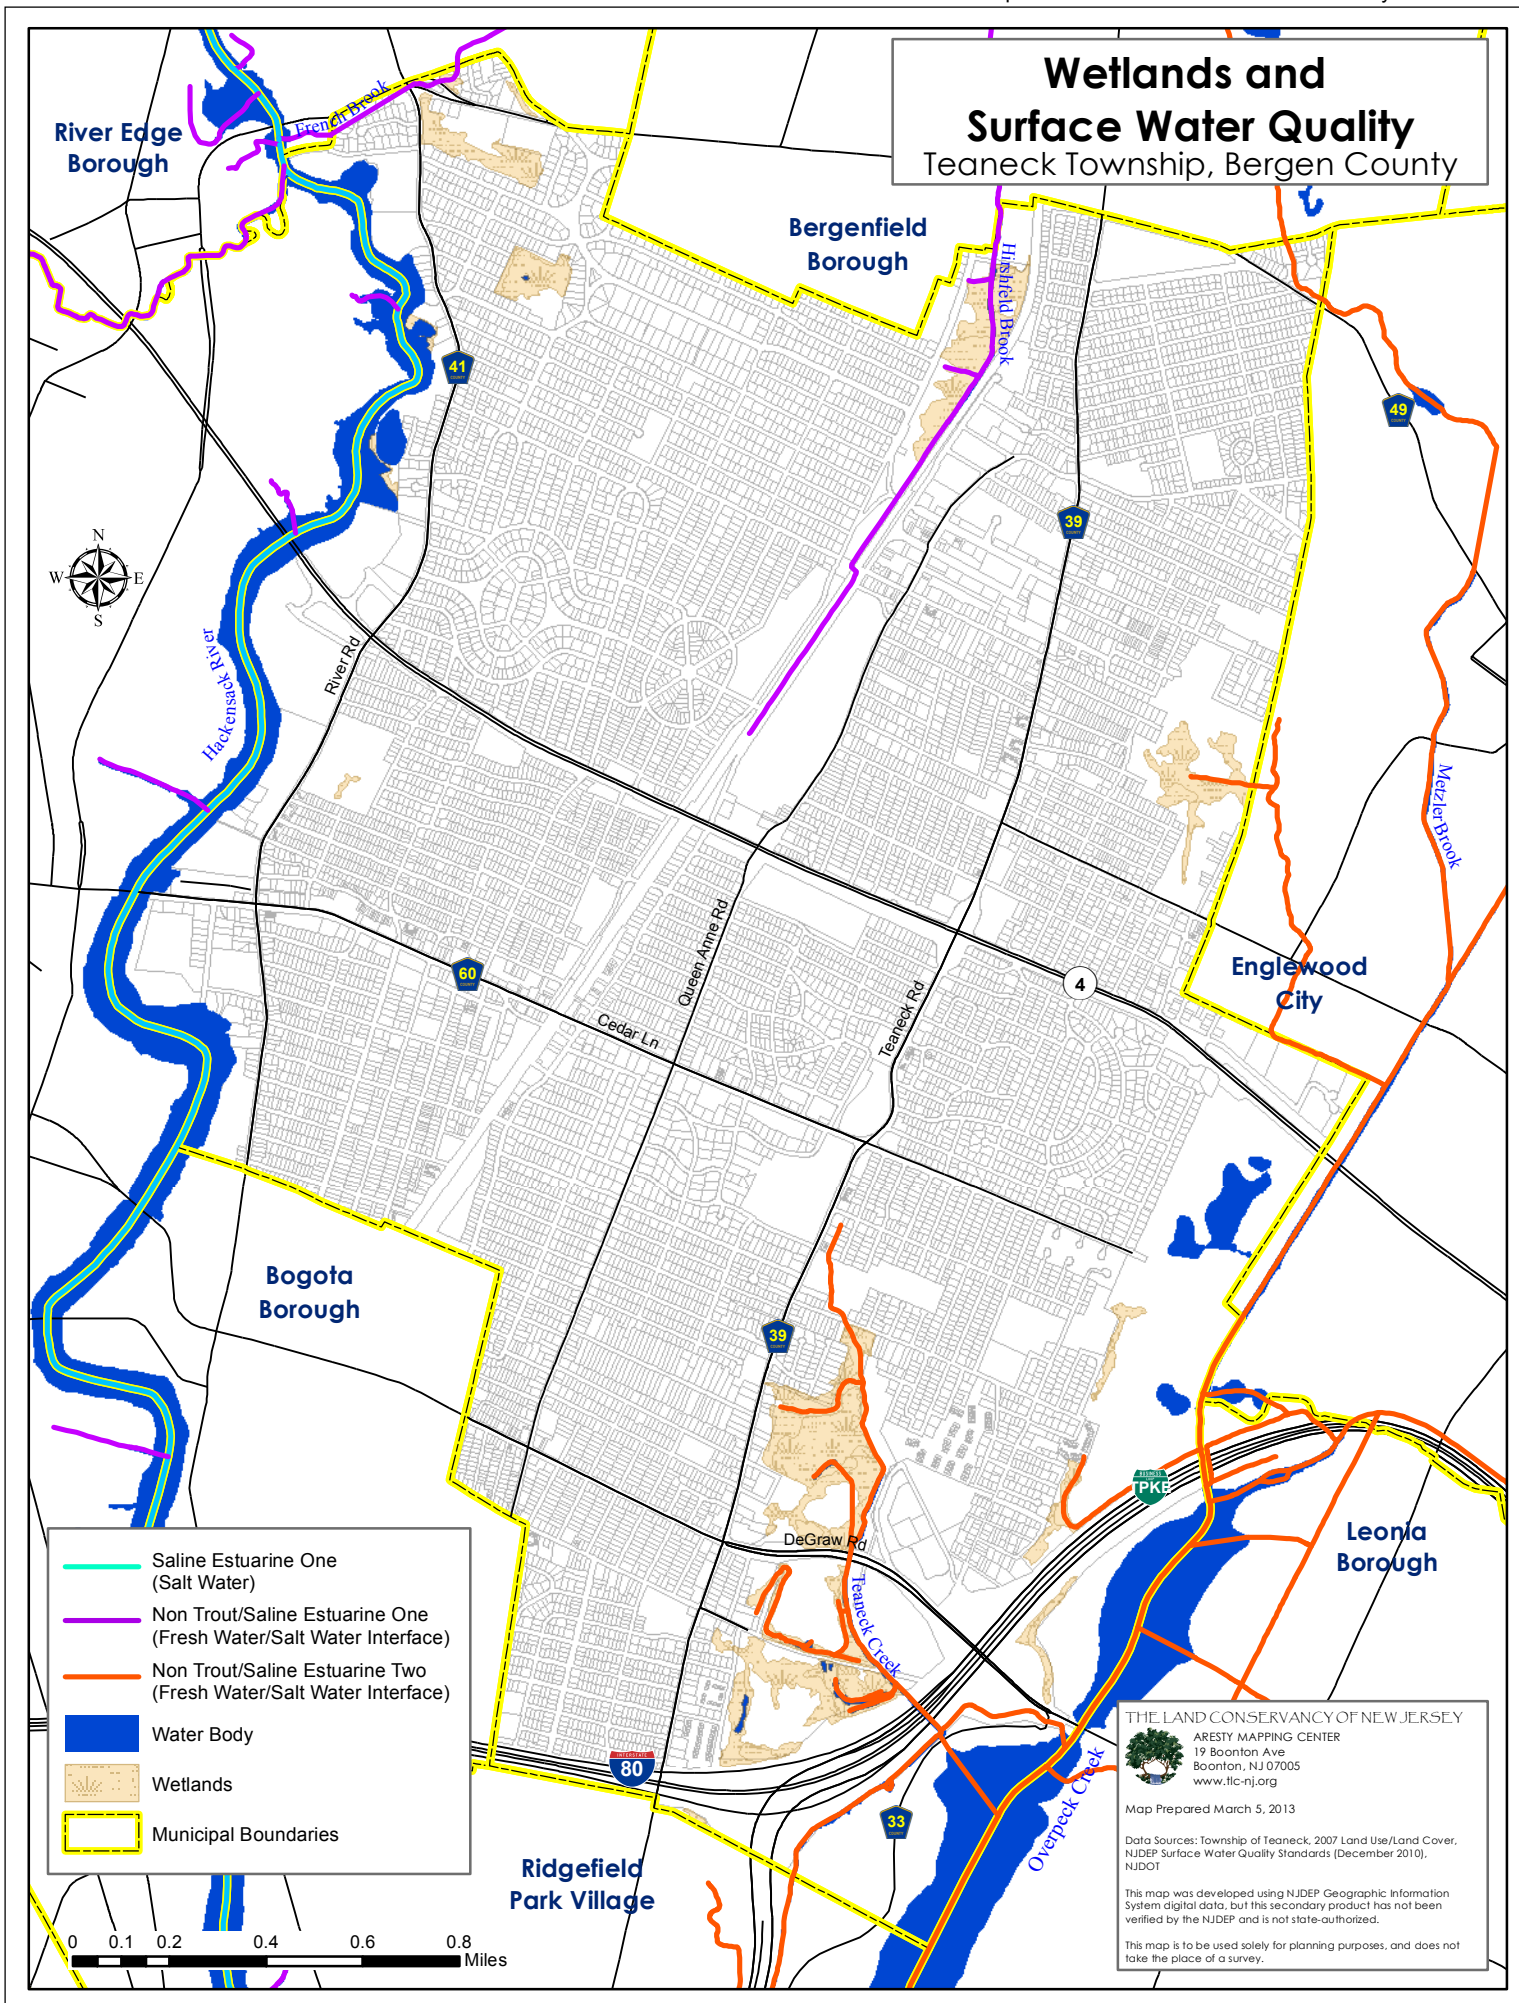 Wetlands and
Surface Water Quality
Teaneck Township, Bergen County
River Edge
Borough
French Brook
Bergenfield
Borough
Hirshfeld Brook
41
COUNTY
49
COUNTY
39
COUNTY
N
W
E
S
Hackensack River
River Rd
Metzler Brook
Queen Anne Rd
60
COUNTY
Cedar Ln
Teaneck Rd
4
Englewood
City
Bogota
Borough
39
COUNTY
BUSINESS
TPKE
DeGraw Rd
Teaneck Creek
Leonia
Borough
Saline Estuarine One
(Salt Water)
Non Trout/Saline Estuarine One
(Fresh Water/Salt Water Interface)
Non Trout/Saline Estuarine Two
(Fresh Water/Salt Water Interface)
Water Body
Wetlands
Municipal Boundaries
INTERSTATE
80
33
COUNTY
Overpeck Creek
Ridgefield
Park Village
0 0.1 0.2 0.4 0.6 0.8
Miles
THE LAND CONSERVANCY OF NEW JERSEY
ARESTY MAPPING CENTER
19 Boonton Ave
Boonton, NJ 07005
www.tlc-nj.org
Map Prepared March 5, 2013
Data Sources: Township of Teaneck, 2007 Land Use/Land Cover,
NJDEP Surface Water Quality Standards (December 2010),
NJDOT
This map was developed using NJDEP Geographic Information
System digital data, but this secondary product has not been
verified by the NJDEP and is not state-authorized.
This map is to be used solely for planning purposes, and does not
take the place of a survey.